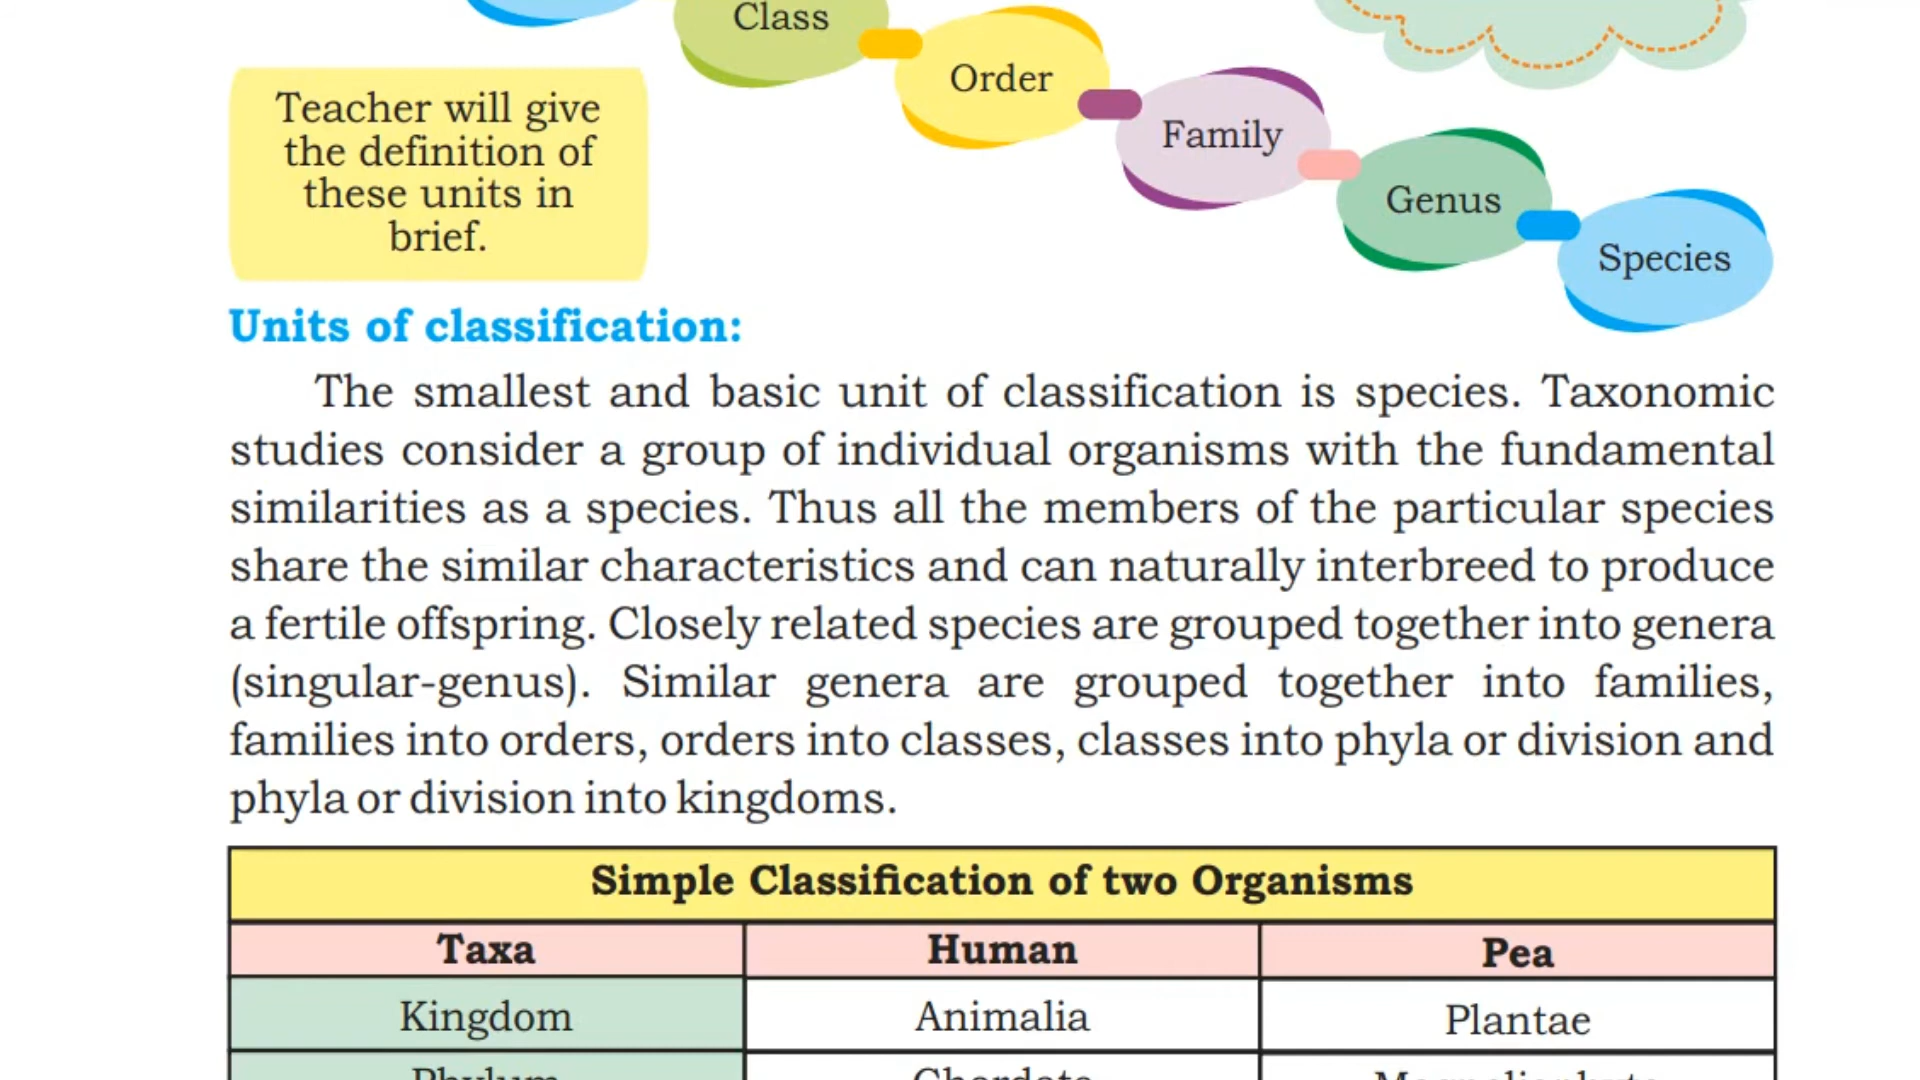 Class
Order
Family
Genus
Species
Teacher will give
the definition of
these units in
brief.
Units of classification:
The smallest and basic unit of classification is species. Taxonomic
studies consider a group of individual organisms with the fundamental
similarities as a species. Thus all the members of the particular species
share the similar characteristics and can naturally interbreed to produce
a fertile offspring. Closely related species are grouped together into genera
(singular-genus). Similar genera are grouped together into families,
families into orders, orders into classes, classes into phyla or division and
phyla or division into kingdoms.
Simple Classification of two Organisms
Taxa Human Pea
Kingdom Animalia Plantae
Phylum Chordata